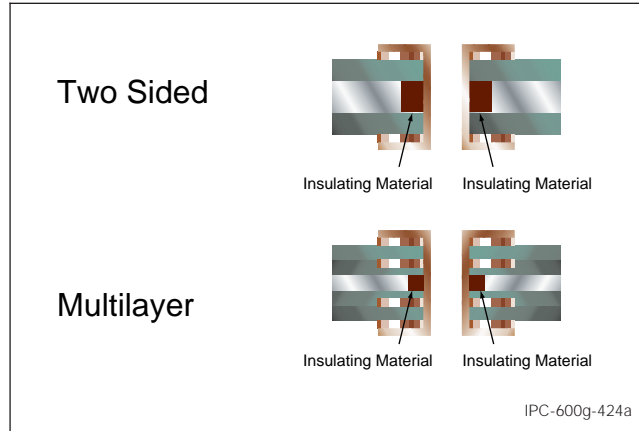 Two Sided
Insulating Material Insulating Material
Multilayer
Insulating Material Insulating Material
IPC-600g-424a